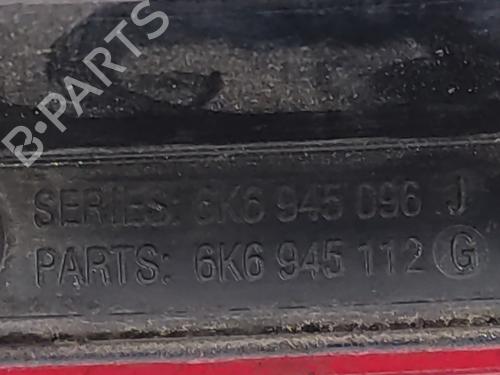 B-PARTS
SERIES: 6K6 945 096 J
PARTS: 6K6 945 112 G